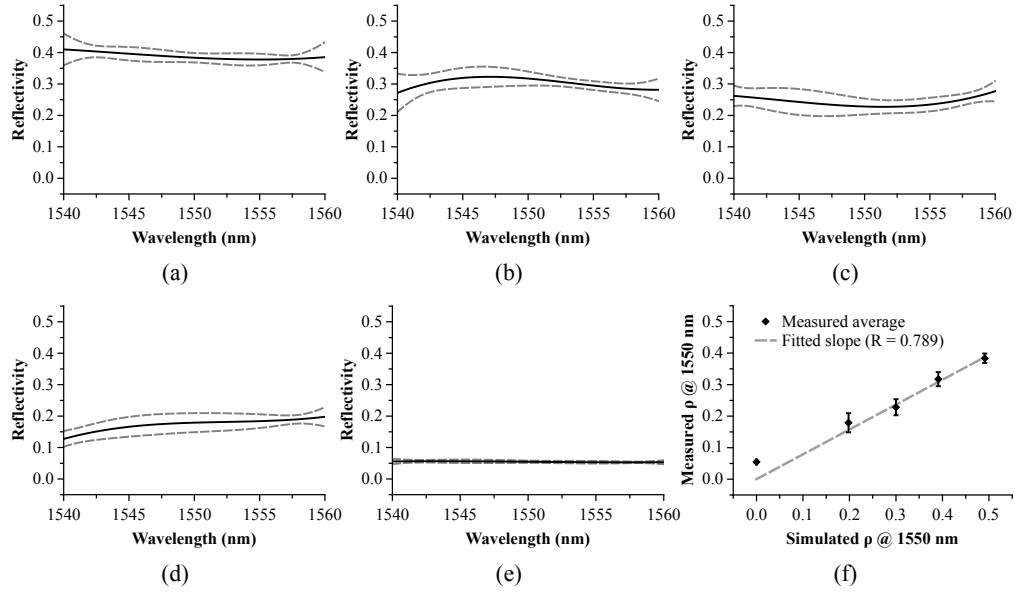 0.5
0.4
0.3
0.2
0.1
0.0
Reflectivity
1540 1545 1550 1555 1560
Wavelength (nm)
(a)
0.5
0.4
0.3
0.2
0.1
0.0
Reflectivity
1540 1545 1550 1555 1560
Wavelength (nm)
(b)
0.5
0.4
0.3
0.2
0.1
0.0
Reflectivity
1540 1545 1550 1555 1560
Wavelength (nm)
(c)
0.5
0.4
0.3
0.2
0.1
0.0
Reflectivity
1540 1545 1550 1555 1560
Wavelength (nm)
(d)
0.5
0.4
0.3
0.2
0.1
0.0
Reflectivity
1540 1545 1550 1555 1560
Wavelength (nm)
(e)
0.5
0.4
0.3
0.2
0.1
0.0
Measured ρ @ 1550 nm
Measured average
Fitted slope (R = 0.789)
0.0 0.1 0.2 0.3 0.4 0.5
Simulated ρ @ 1550 nm
(f)